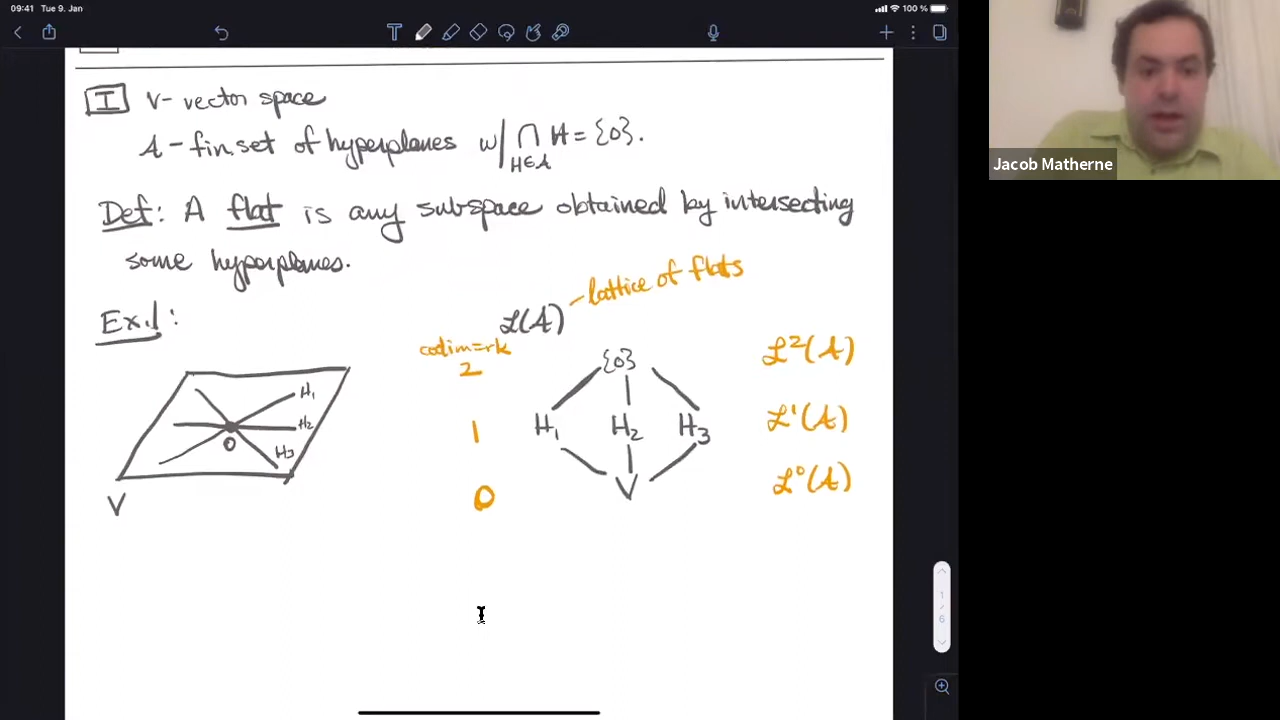 09:41 Tue 9. Jan
100 %
I V- vector space
A - fin. set of hyperplanes w/ ∩ H = {0}.
H∈A
Def: A flat is any subspace obtained by intersecting
some hyperplanes.
Ex.1:
L(A) - lattice of flats
codim=rk
2 {0} L²(A)
1 H₁ H₂ H₃ L¹(A)
0 V L⁰(A)
H₁
H₂
H₃
0
V
1 / 6
Jacob Matherne